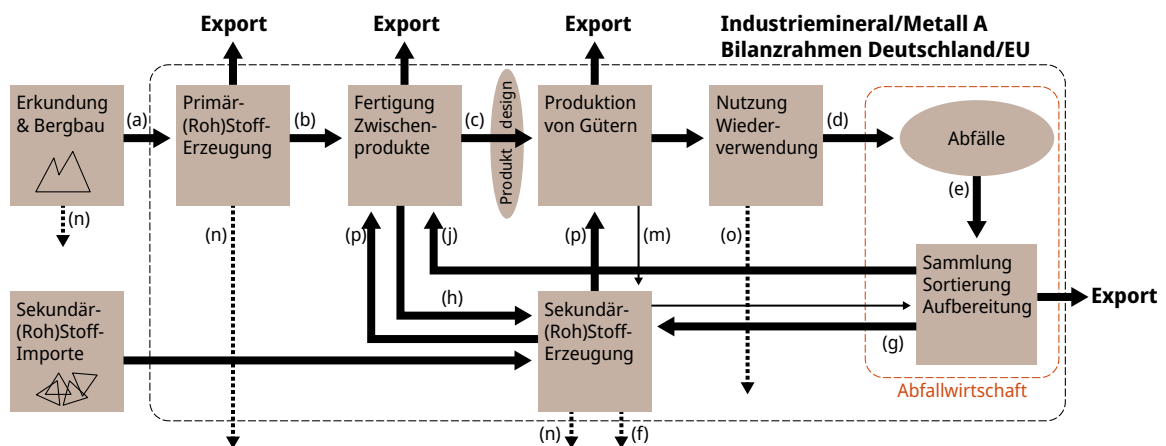 Export
Export
Export
Industriemineral/Metall A
Bilanzrahmen Deutschland/EU
Erkundung
& Bergbau
(a)
Primär-
(Roh)Stoff-
Erzeugung
(b)
Fertigung
Zwischen-
produkte
(c)
Produkt design
Produktion
von Gütern
Nutzung
Wieder-
verwendung
(d)
Abfälle
(e)
(n)
(n)
(p)
(j)
(p)
(m)
(o)
(h)
Sammlung
Sortierung
Aufbereitung
Export
Sekundär-
(Roh)Stoff-
Importe
Sekundär-
(Roh)Stoff-
Erzeugung
(g)
Abfallwirtschaft
(n)
(f)